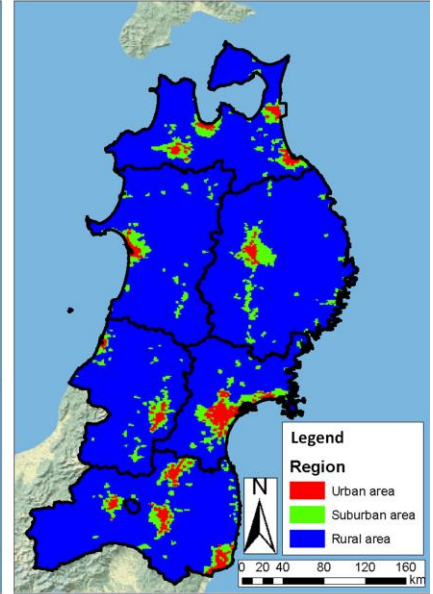 Legend
Region
Urban area
Suburban area
Rural area
N
0 20 40 80 120 160
km